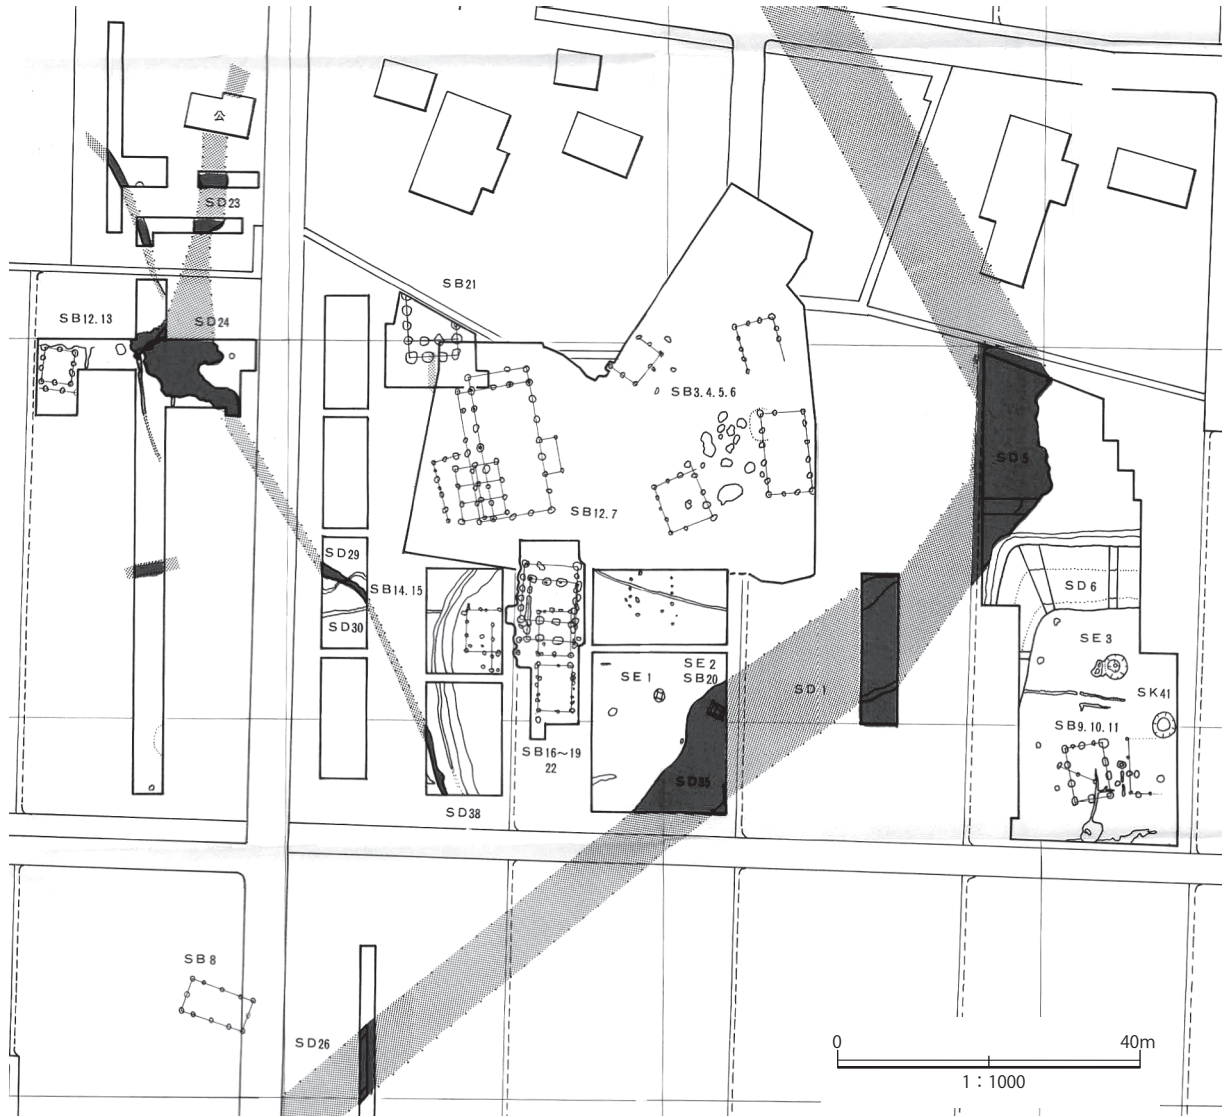 公
SD23
SB21
SB12.13
SD24
SB3.4.5.6
SD5
SB12.7
SD29
SB14.15
SD6
SD30
SE3
SE1
SE2
SB20
SD1
SK41
SB9.10.11
SB16～19
22
SD38
SB8
SD26
0
40m
1：1000